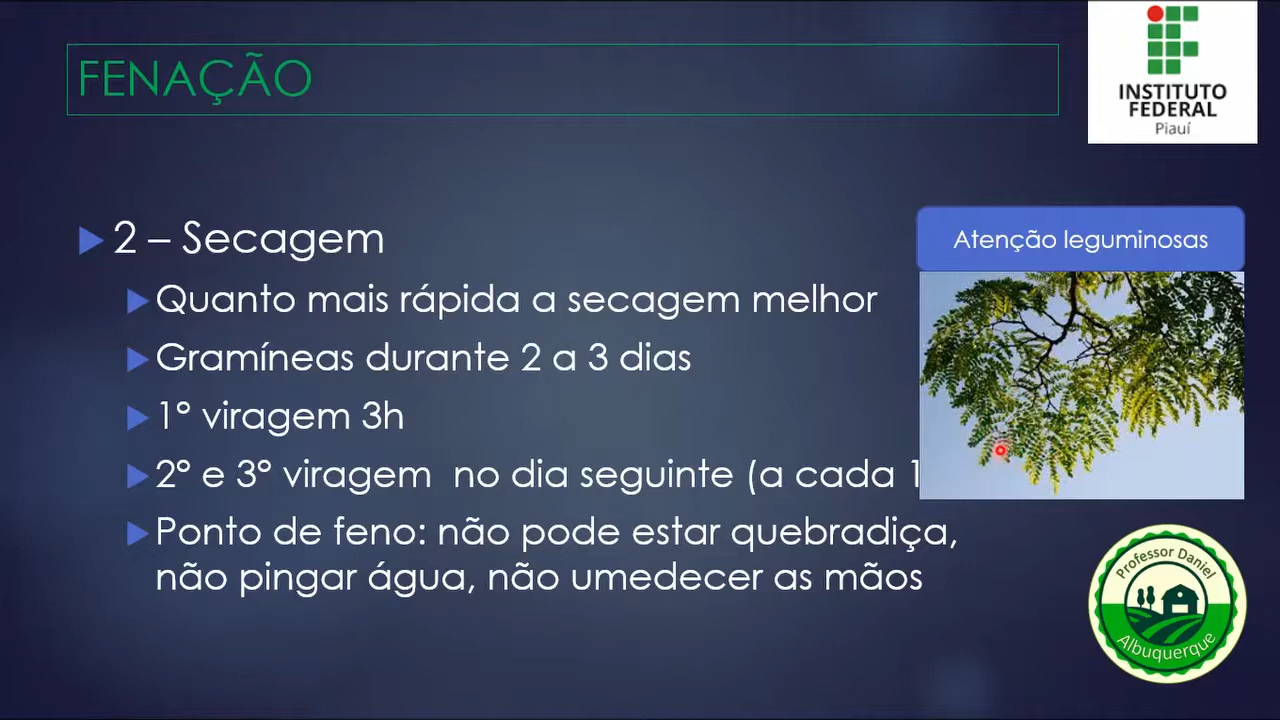 FENAÇÃO
INSTITUTO
FEDERAL
Piauí
2 – Secagem
Atenção leguminosas
Quanto mais rápida a secagem melhor
Gramíneas durante 2 a 3 dias
1° viragem 3h
2° e 3° viragem no dia seguinte (a cada 1
Ponto de feno: não pode estar quebradiça,
não pingar água, não umedecer as mãos
Professor Daniel
Albuquerque